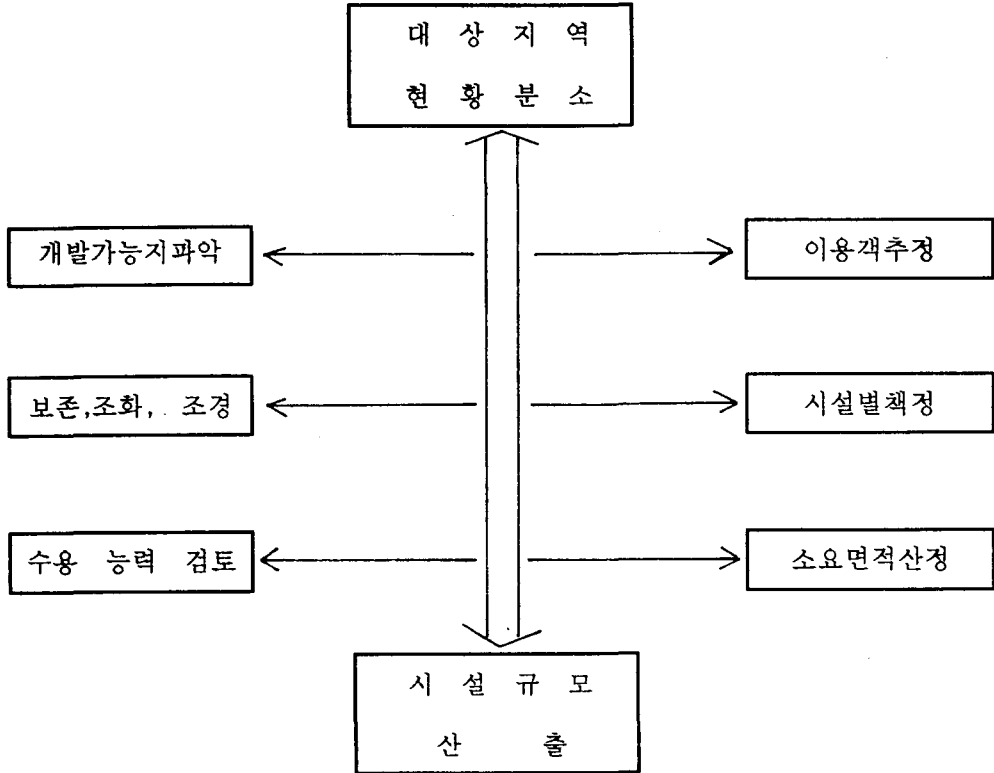 대 상 지 역
현 황 분 소
개발가능지파악
이용객추정
보존,조화, 조경
시설별책정
수용 능력 검토
소요면적산정
시 설 규 모
산 출